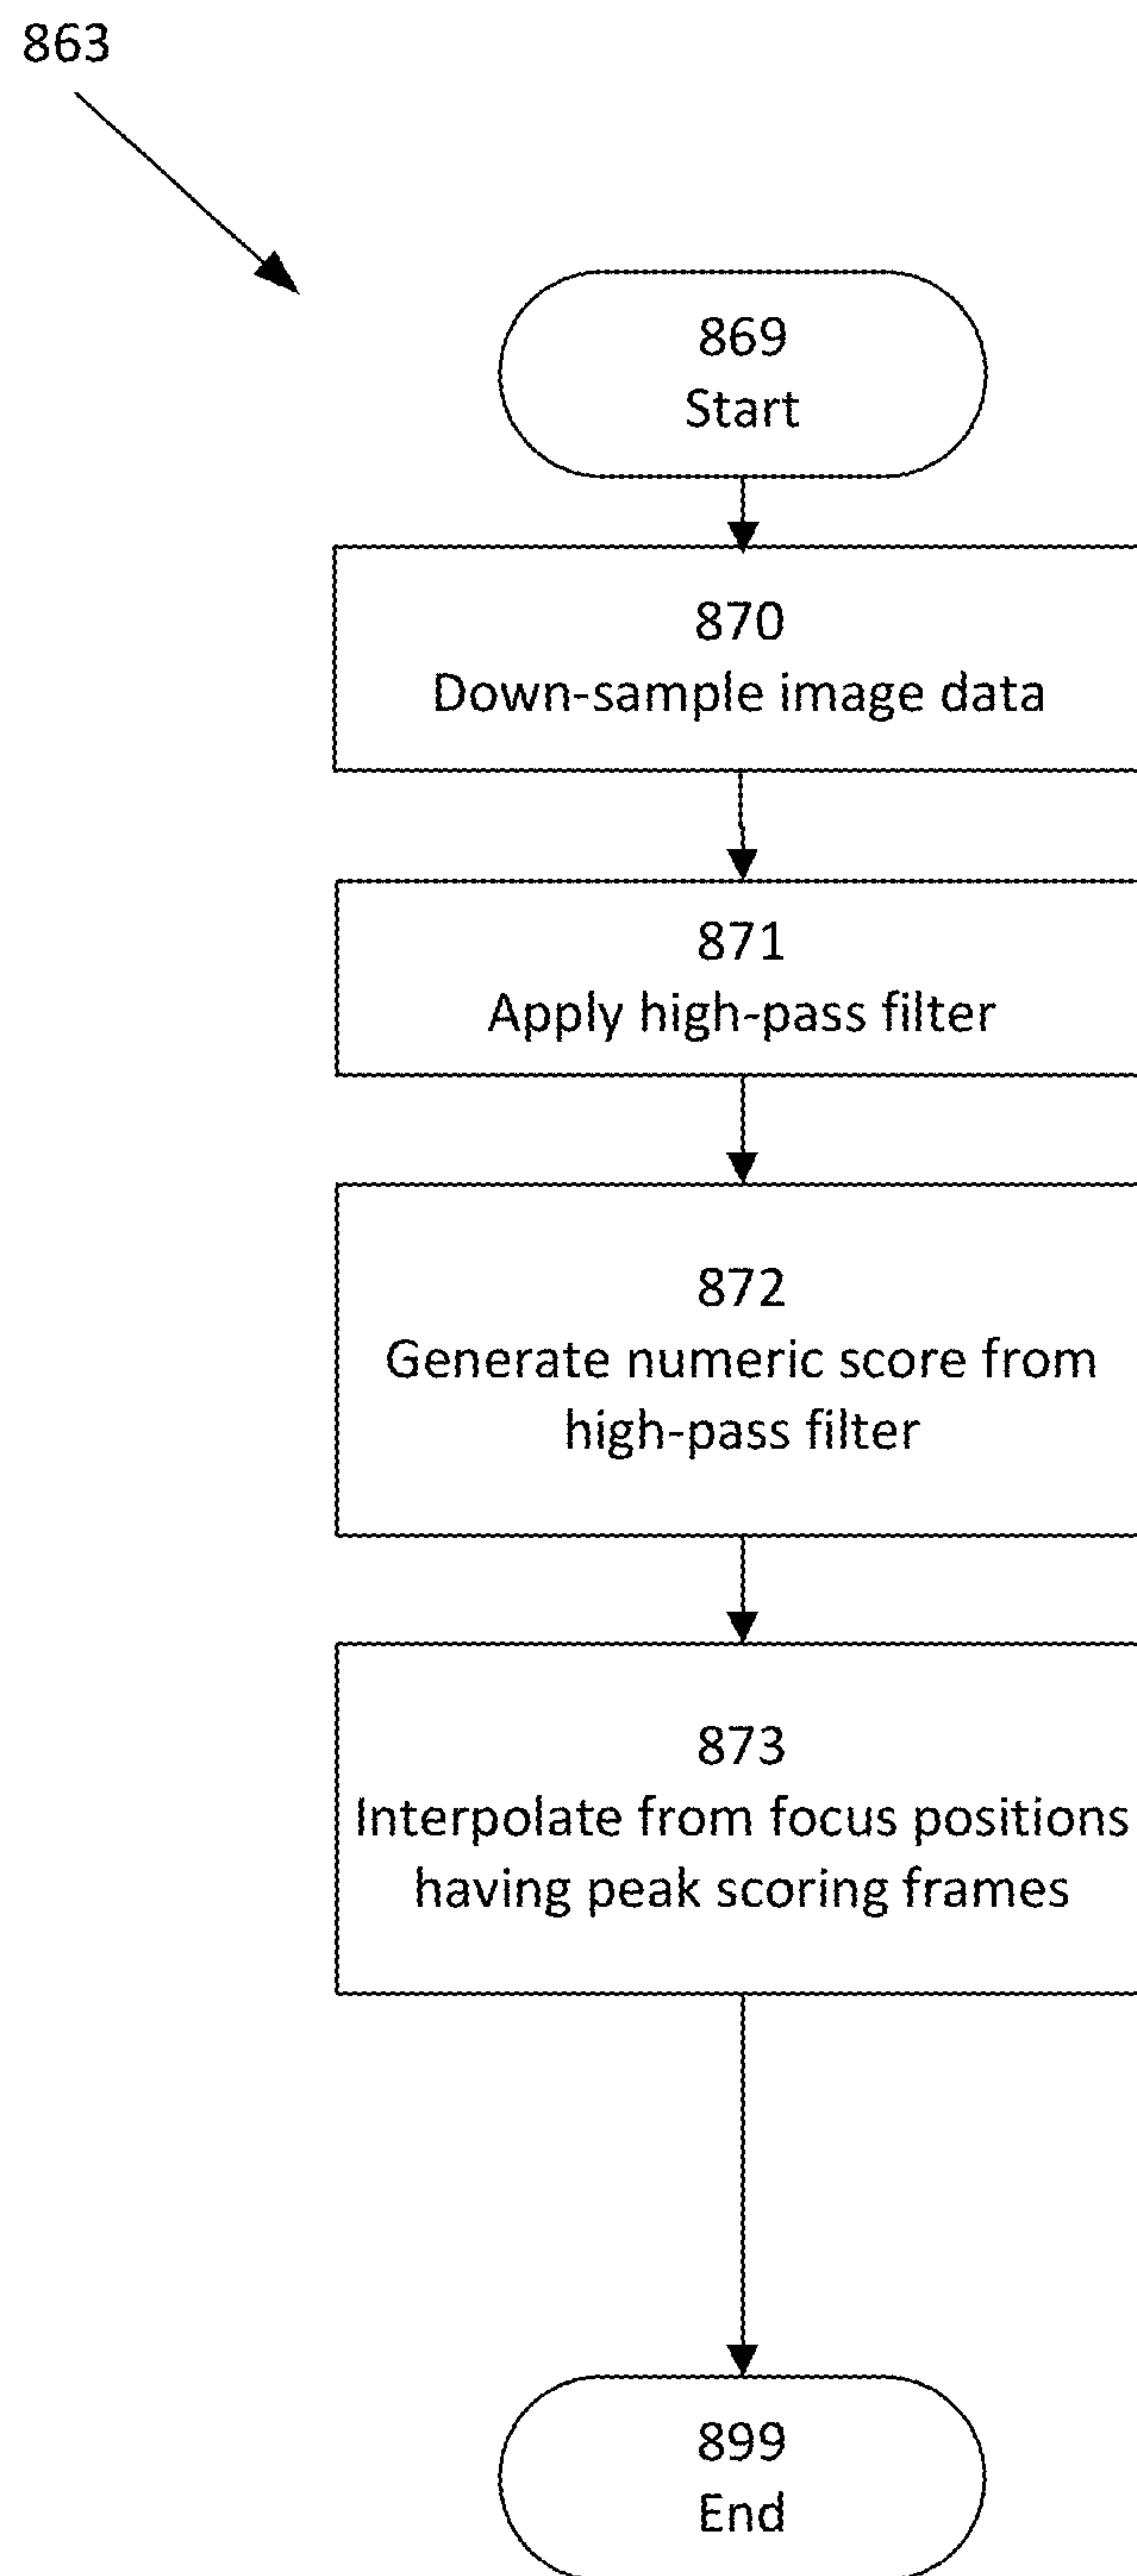 863
869
Start
870
Down-sample image data
871
Apply high-pass filter
872
Generate numeric score from
high-pass filter
873
Interpolate from focus positions
having peak scoring frames
899
End